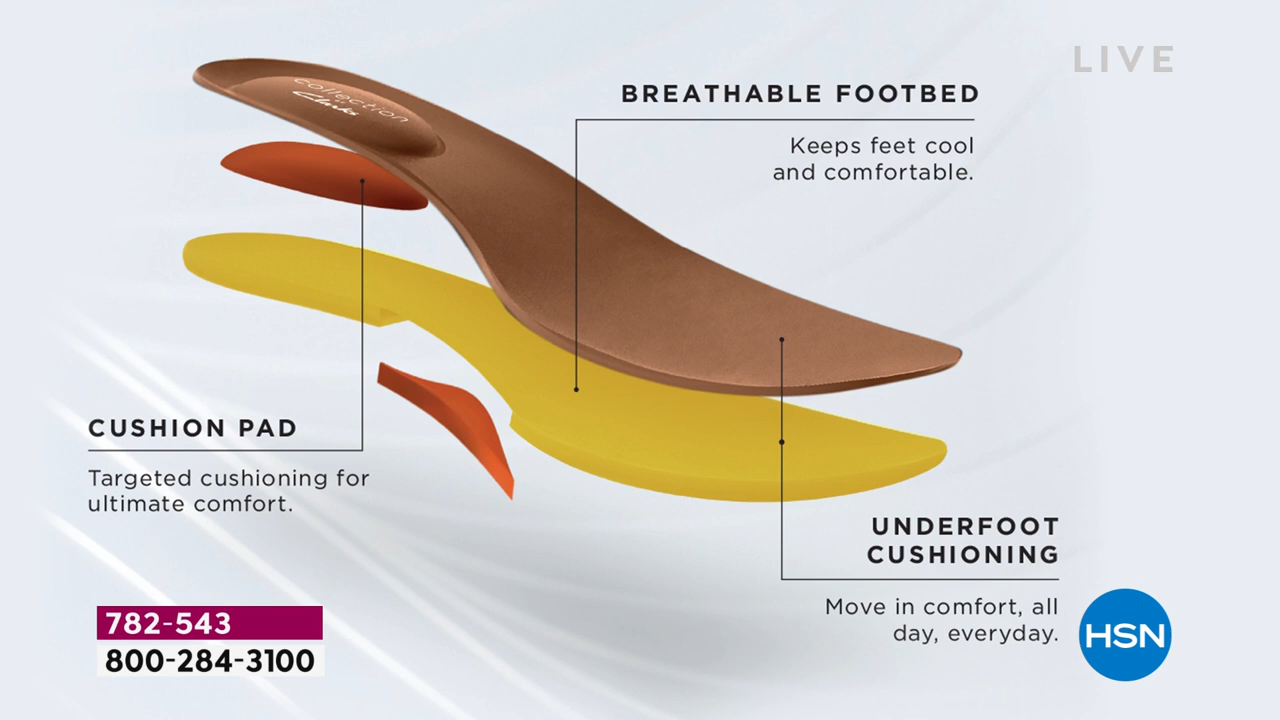 LIVE
BREATHABLE FOOTBED
Keeps feet cool
and comfortable.
collection
by
Clarks
CUSHION PAD
Targeted cushioning for
ultimate comfort.
UNDERFOOT
CUSHIONING
Move in comfort, all
day, everyday.
782-543
800-284-3100
HSN